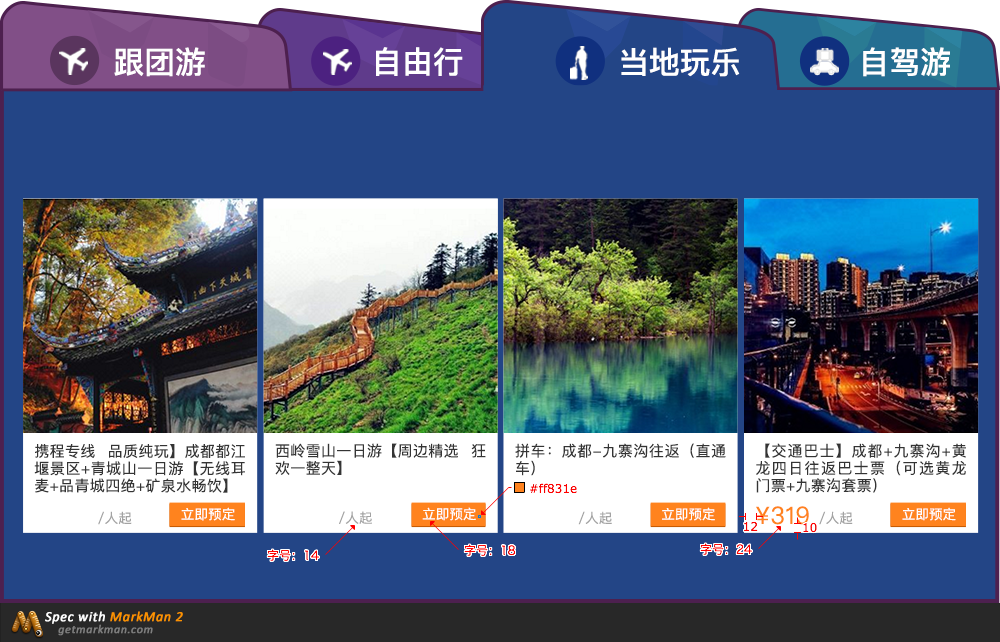 跟团游
自由行
当地玩乐
自驾游
青城天下幽
携程专线 品质纯玩】成都都江
堰景区+青城山一日游【无线耳
麦+品青城四绝+矿泉水畅饮】
/人起
立即预定
西岭雪山一日游【周边精选 狂
欢一整天】
/人起
立即预定
拼车：成都-九寨沟往返（直通
车）
#ff831e
/人起
立即预定
【交通巴士】成都+九寨沟+黄
龙四日往返巴士票（可选黄龙
门票+九寨沟套票）
¥319
/人起
立即预定
12
10
字号：14
字号：18
字号：24
Spec with MarkMan 2
getmarkman.com